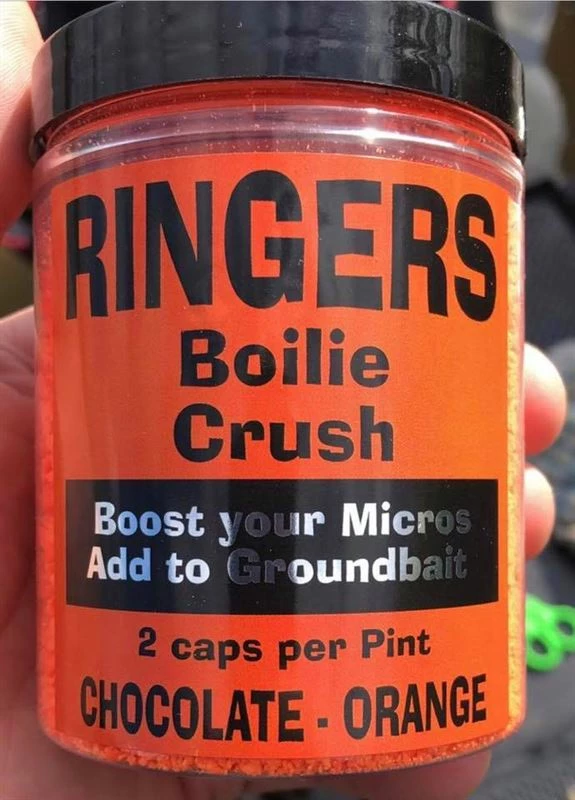 RINGERS
Boilie
Crush
Boost your Micros
Add to Groundbait
2 caps per Pint
CHOCOLATE - ORANGE